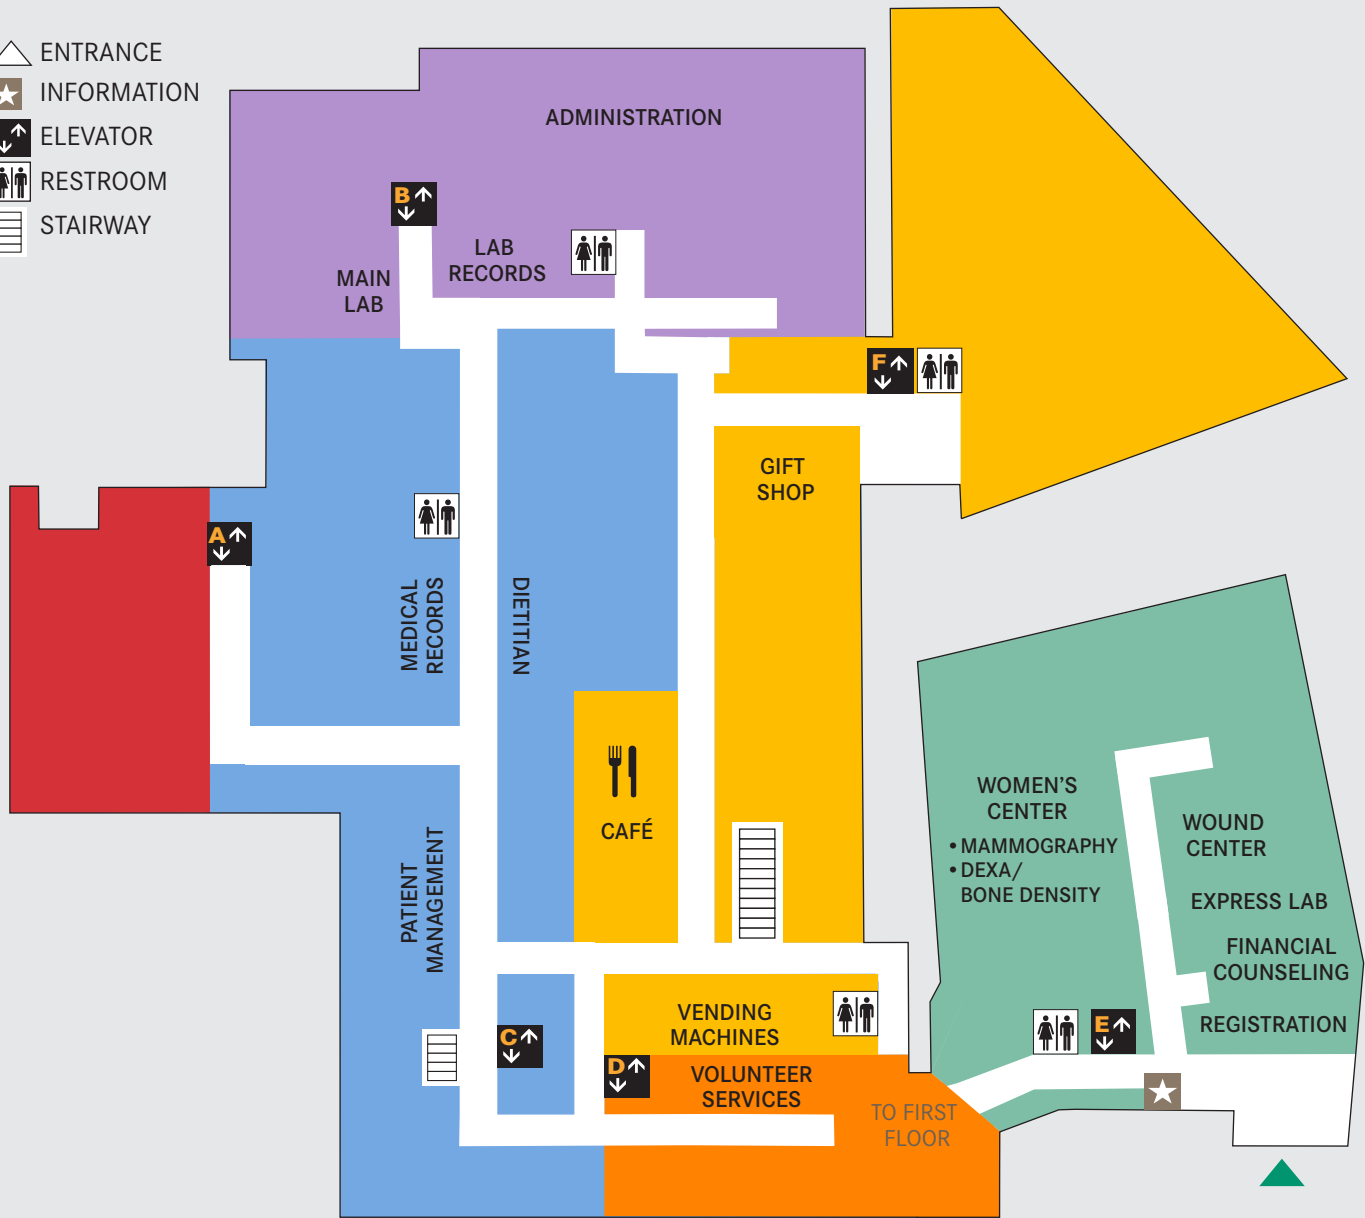 ENTRANCE
INFORMATION
ELEVATOR
RESTROOM
STAIRWAY
ADMINISTRATION
B
LAB
RECORDS
MAIN
LAB
F
GIFT
SHOP
A
MEDICAL
RECORDS
DIETITIAN
CAFÉ
PATIENT
MANAGEMENT
WOMEN'S
CENTER
• MAMMOGRAPHY
• DEXA/
BONE DENSITY
WOUND
CENTER
EXPRESS LAB
FINANCIAL
COUNSELING
REGISTRATION
VENDING
MACHINES
C
D
E
VOLUNTEER
SERVICES
TO FIRST
FLOOR